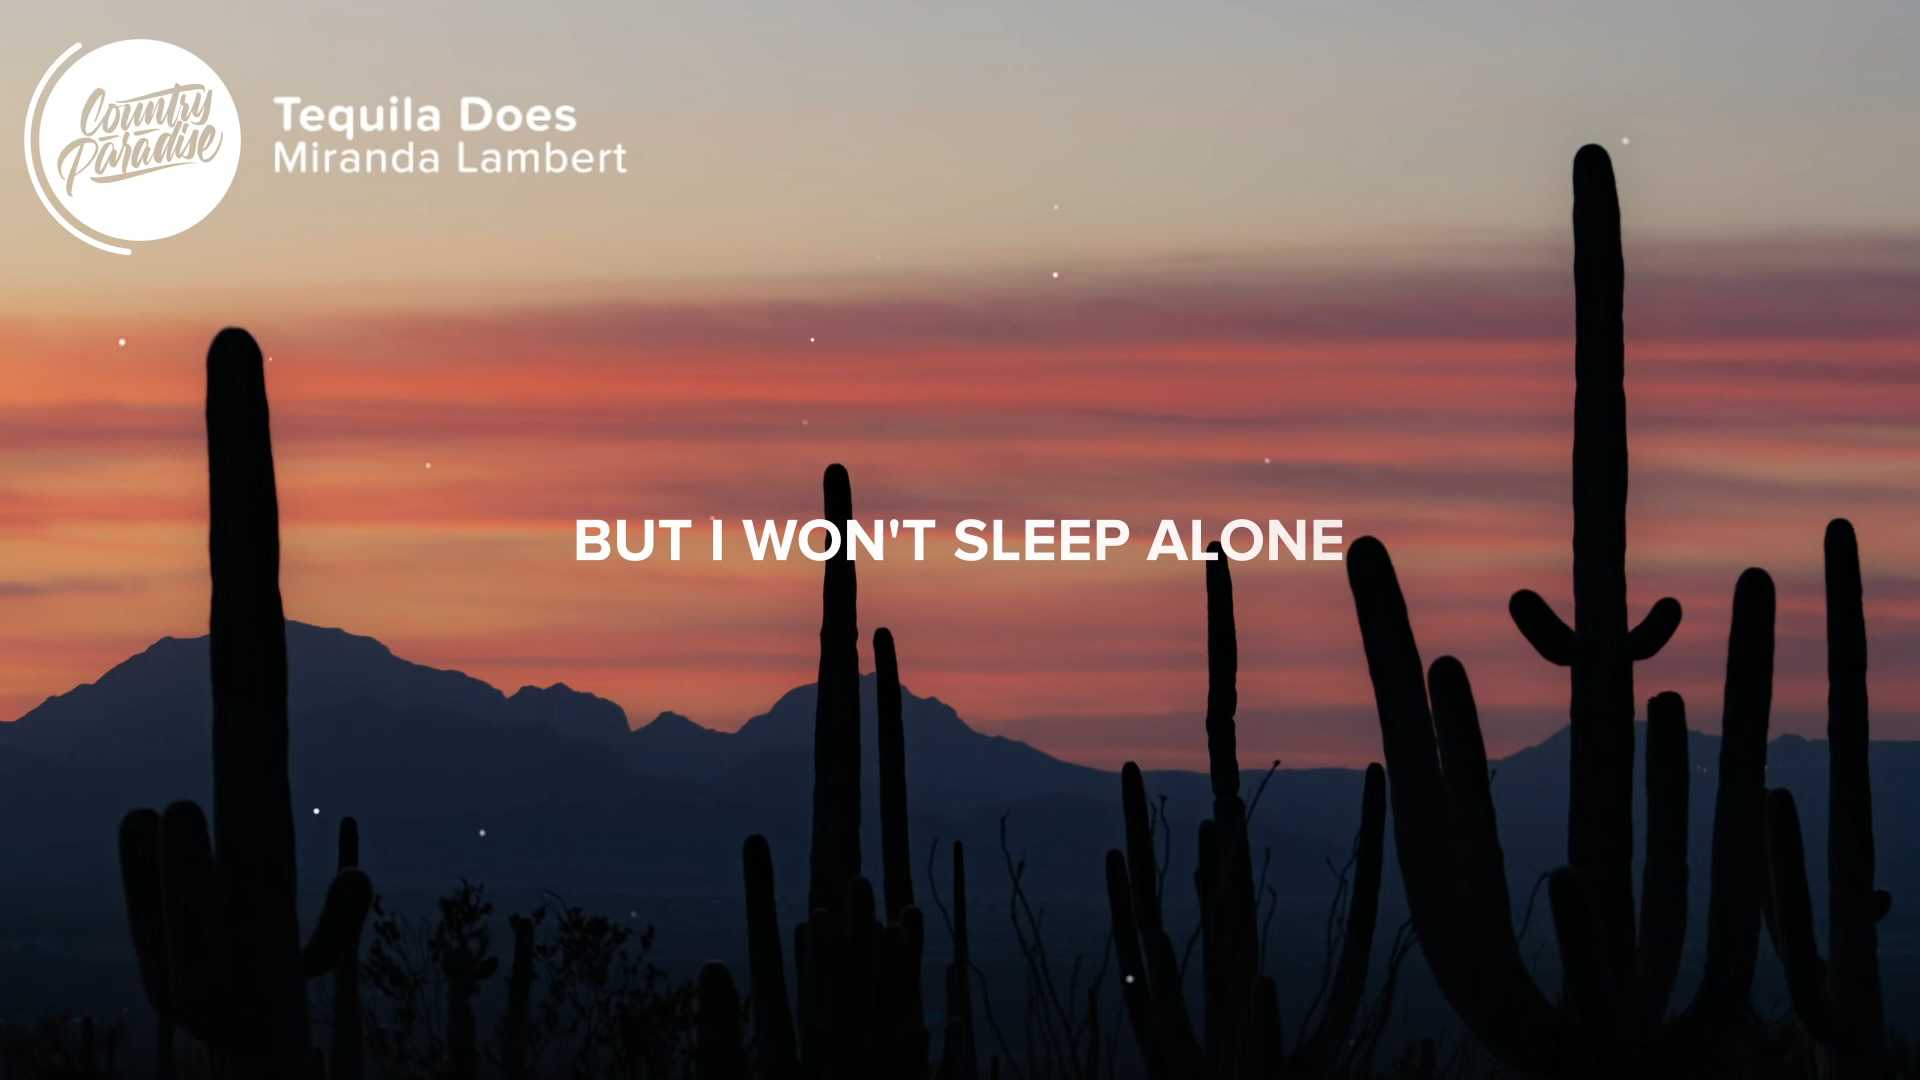 Country
Paradise
Tequila Does
Miranda Lambert
BUT I WON'T SLEEP ALONE